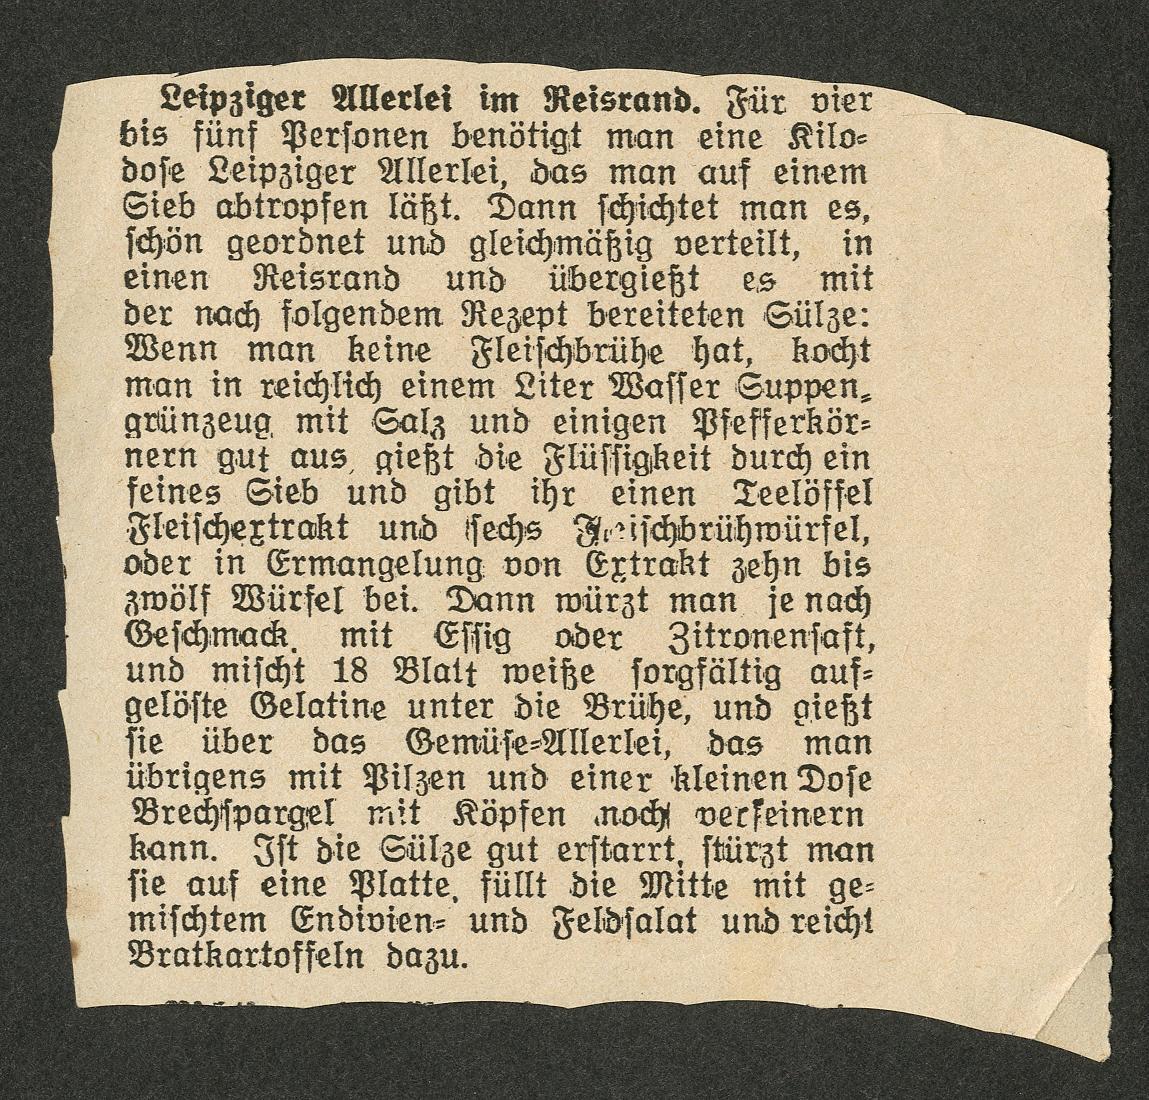 Leipziger Allerlei im Reisrand. Für vier
bis fünf Personen benötigt man eine Kilo-
dose Leipziger Allerlei, das man auf einem
Sieb abtropfen läßt. Dann schichtet man es,
schön geordnet und gleichmäßig verteilt, in
einen Reisrand und übergießt es mit
der nach folgendem Rezept bereiteten Sülze:
Wenn man keine Fleischbrühe hat, kocht
man in reichlich einem Liter Wasser Suppen-
grünzeug mit Salz und einigen Pfefferkör-
nern gut aus, gießt die Flüssigkeit durch ein
feines Sieb und gibt ihr einen Teelöffel
Fleischextrakt und sechs Fleischbrühwürfel,
oder in Ermangelung von Extrakt zehn bis
zwölf Würfel bei. Dann würzt man je nach
Geschmack mit Essig oder Zitronensaft,
und mischt 18 Blatt weiße sorgfältig auf-
gelöste Gelatine unter die Brühe, und gießt
sie über das Gemüse-Allerlei, das man
übrigens mit Pilzen und einer kleinen Dose
Brechspargel mit Köpfen noch verfeinern
kann. Ist die Sülze gut erstarrt, stürzt man
sie auf eine Platte, füllt die Mitte mit ge-
mischtem Endivien- und Feldsalat und reicht
Bratkartoffeln dazu.